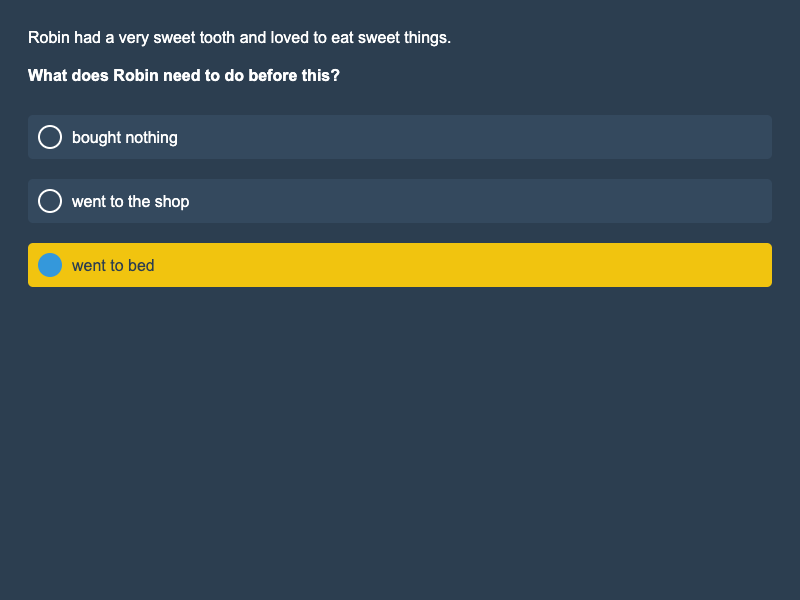 Robin had a very sweet tooth and loved to eat sweet things.
What does Robin need to do before this?
bought nothing
went to the shop
went to bed